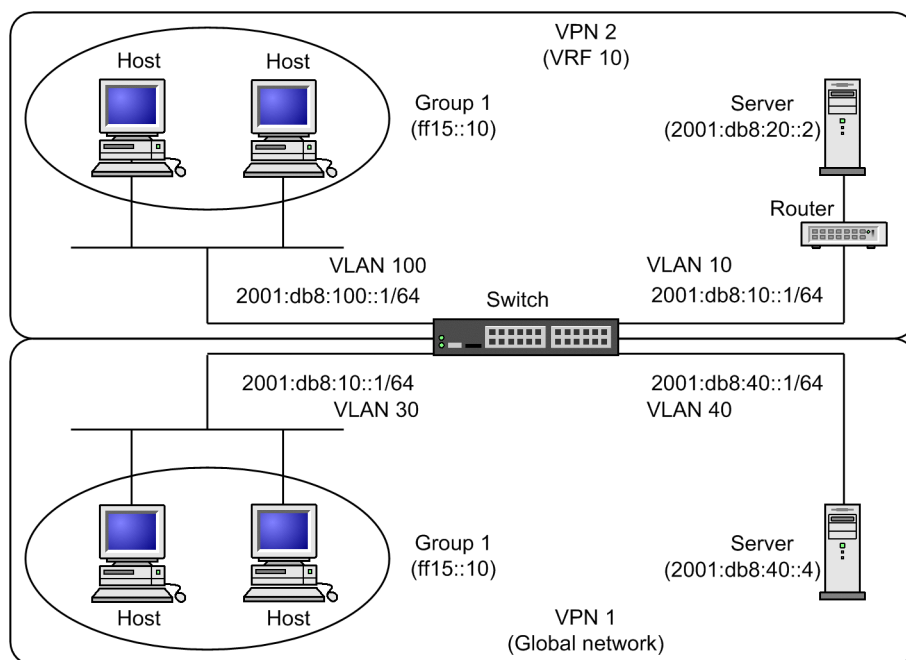 VPN 2
(VRF 10)
Host
Host
Group 1
(ff15::10)
Server
(2001:db8:20::2)
Router
VLAN 100
2001:db8:100::1/64
Switch
VLAN 10
2001:db8:10::1/64
2001:db8:10::1/64
VLAN 30
2001:db8:40::1/64
VLAN 40
Group 1
(ff15::10)
Server
(2001:db8:40::4)
Host
Host
VPN 1
(Global network)